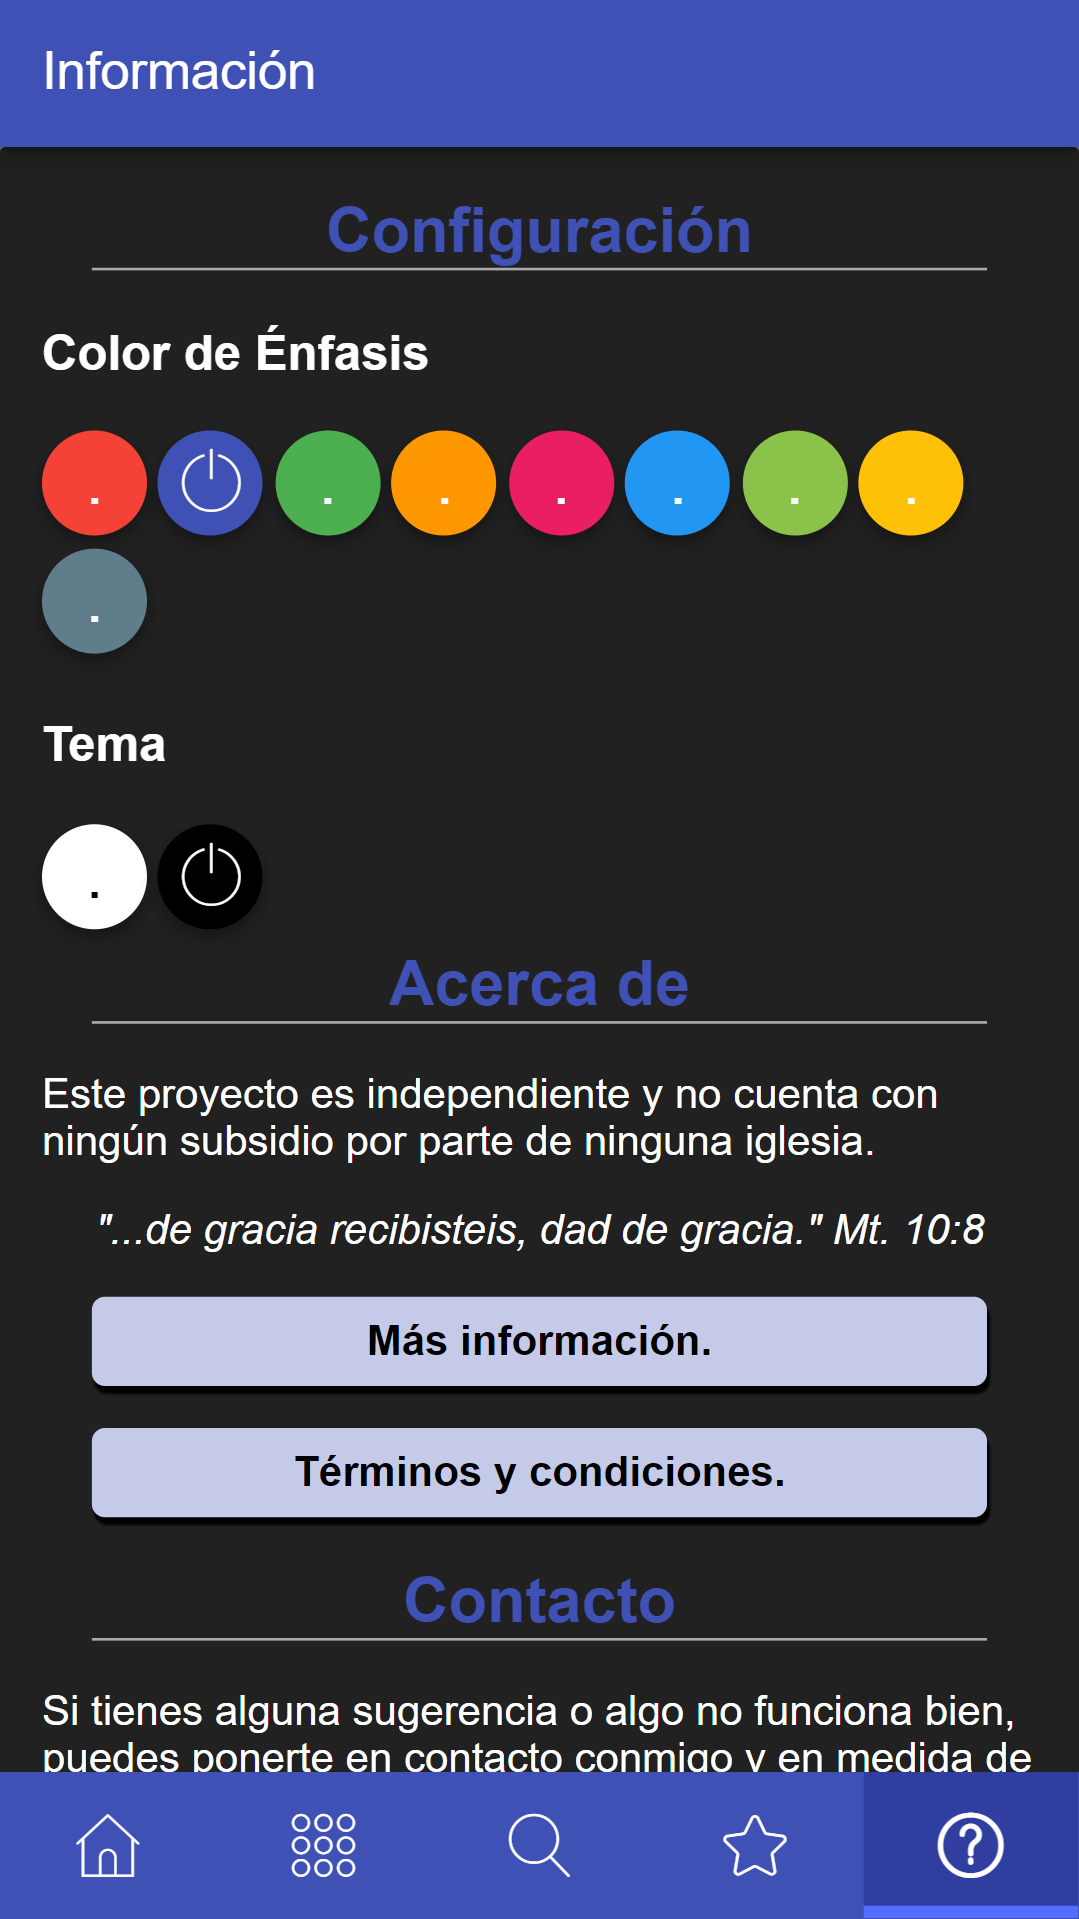 Información
Configuración
Color de Énfasis
. . . . . . .
.
Tema
.
Acerca de
Este proyecto es independiente y no cuenta con
ningún subsidio por parte de ninguna iglesia.
"...de gracia recibisteis, dad de gracia." Mt. 10:8
Más información.
Términos y condiciones.
Contacto
Si tienes alguna sugerencia o algo no funciona bien,
puedes ponerte en contacto conmigo y en medida de